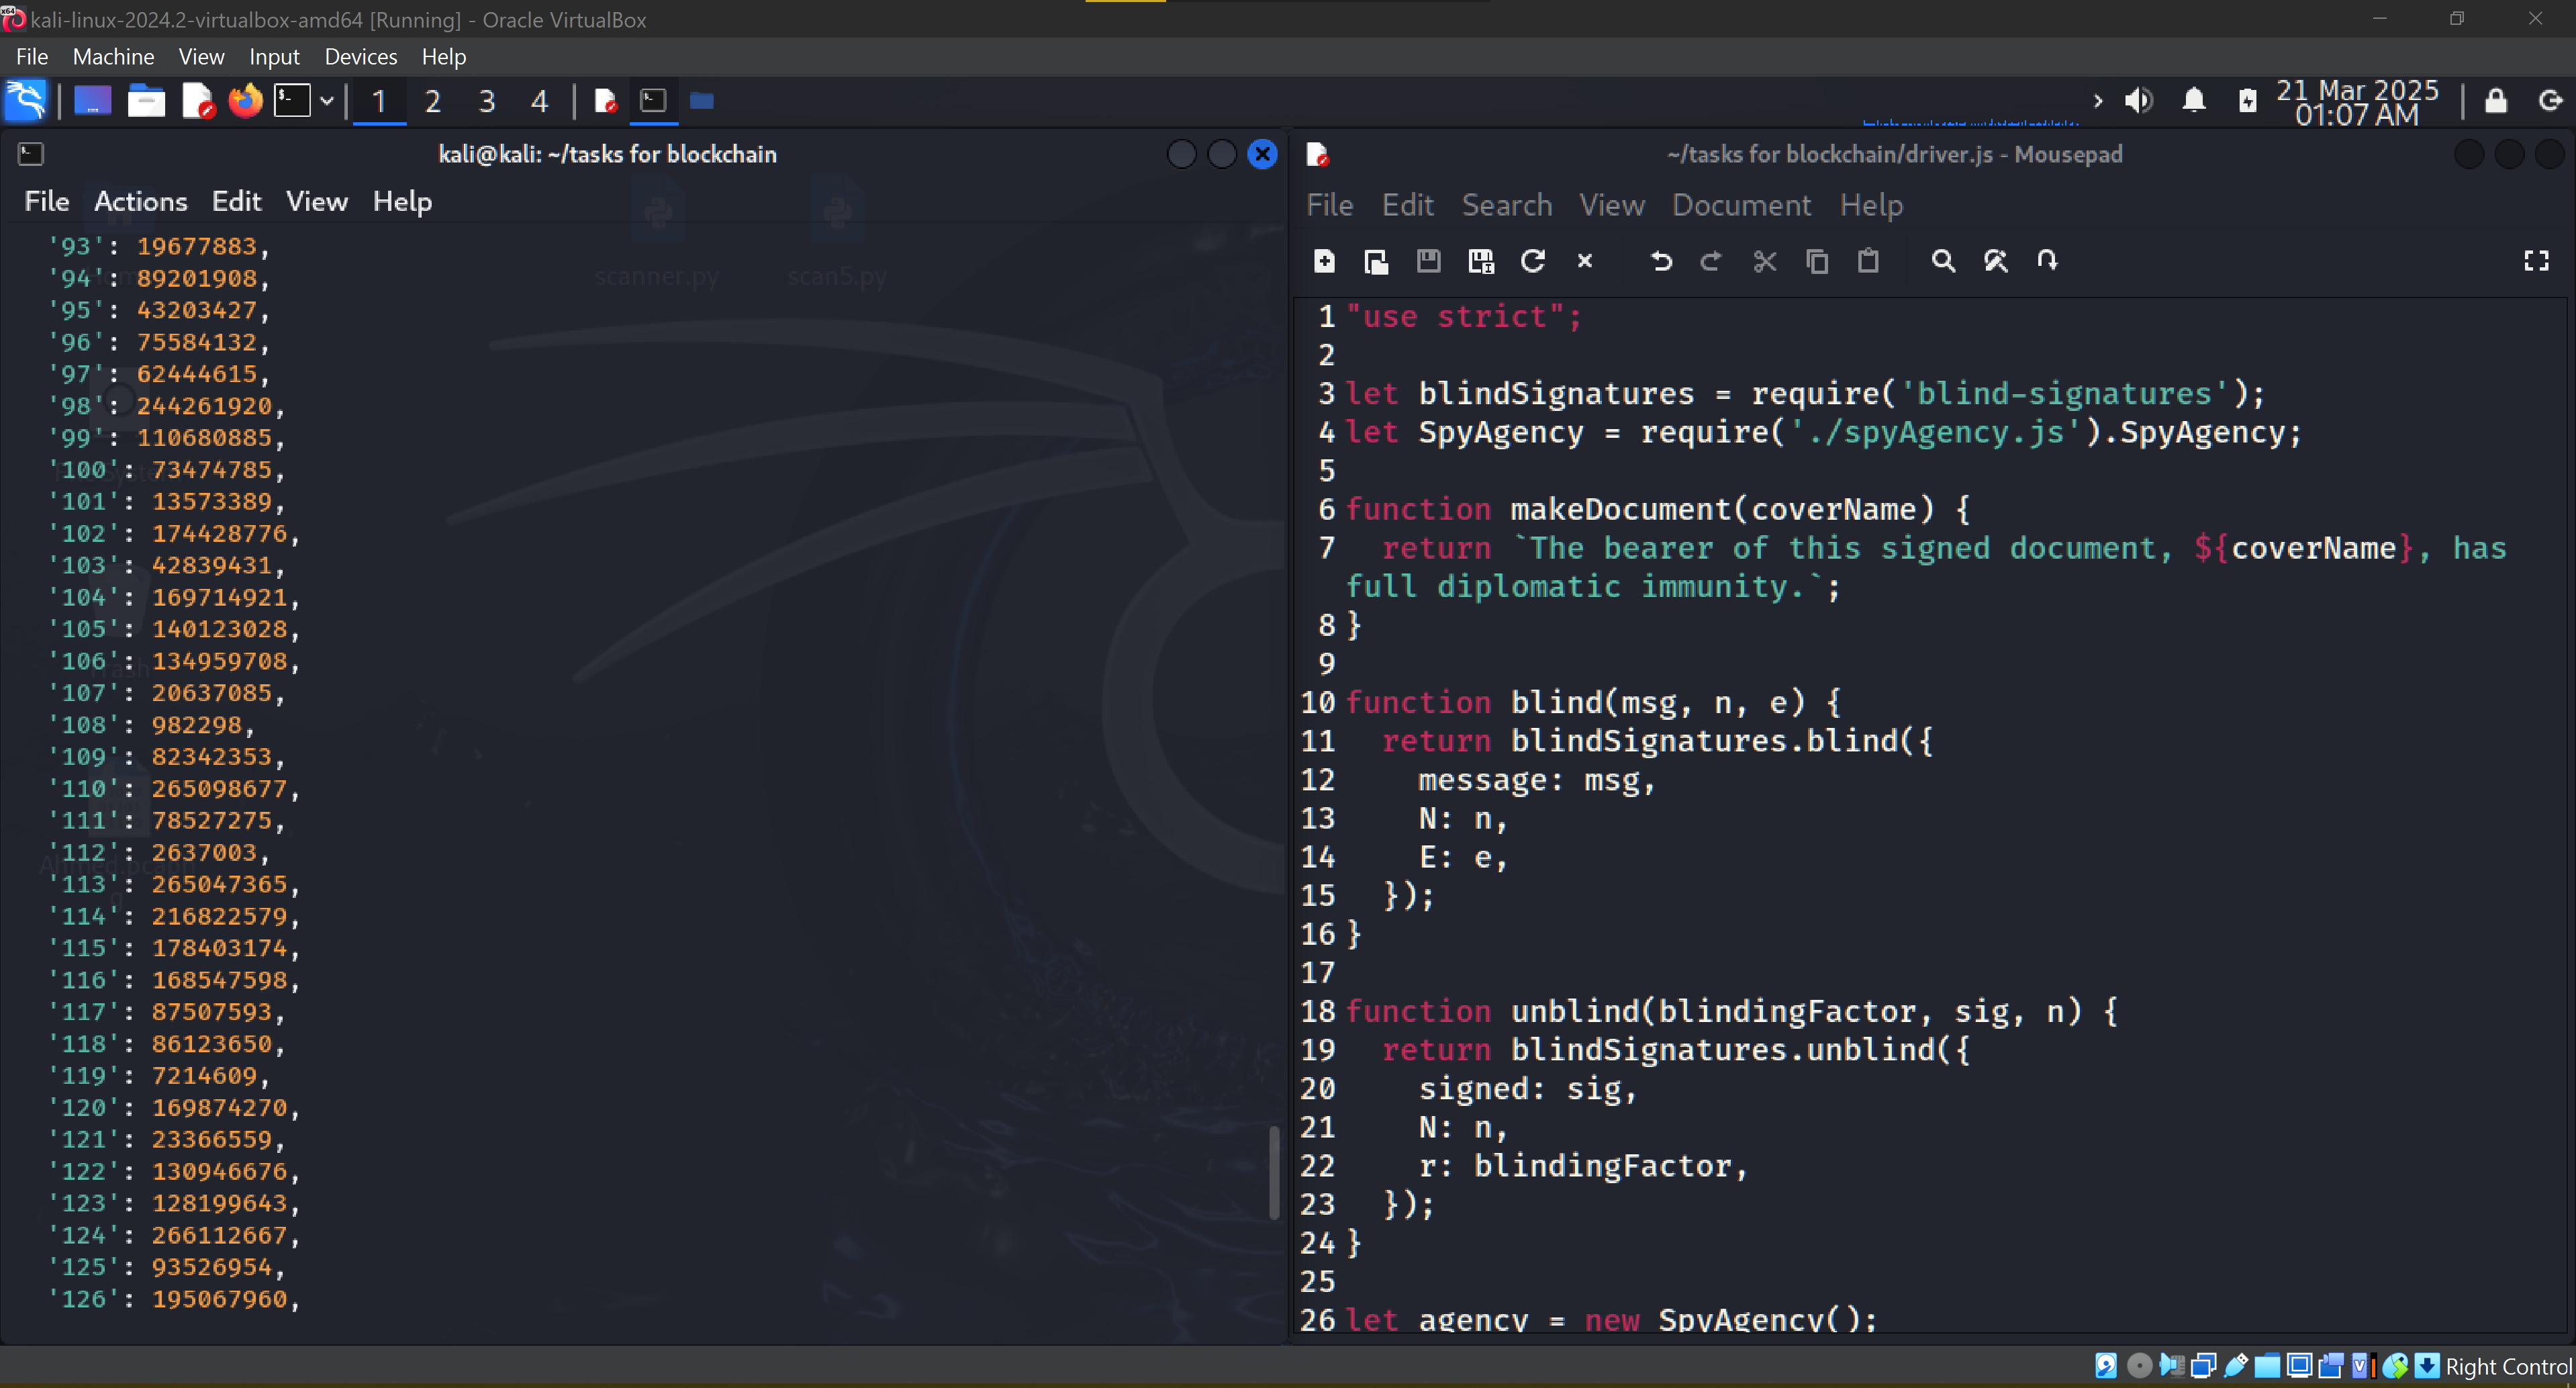 kali-linux-2024.2-virtualbox-amd64 [Running] - Oracle VirtualBox
File Machine View Input Devices Help
1 2 3 4
21 Mar 2025
01:07 AM
kali@kali: ~/tasks for blockchain
File Actions Edit View Help
scanner.py scan5.py
'93': 19677883,
'94': 89201908,
'95': 43203427,
'96': 75584132,
'97': 62444615,
'98': 244261920,
'99': 110680885,
'100': 73474785,
'101': 13573389,
'102': 174428776,
'103': 42839431,
'104': 169714921,
'105': 140123028,
'106': 134959708,
'107': 20637085,
'108': 982298,
'109': 82342353,
'110': 265098677,
'111': 78527275,
'112': 2637003,
'113': 265047365,
'114': 216822579,
'115': 178403174,
'116': 168547598,
'117': 87507593,
'118': 86123650,
'119': 7214609,
'120': 169874270,
'121': 23366559,
'122': 130946676,
'123': 128199643,
'124': 266112667,
'125': 93526954,
'126': 195067960,
~/tasks for blockchain/driver.js - Mousepad
File Edit Search View Document Help
1 "use strict";
2
3 let blindSignatures = require('blind-signatures');
4 let SpyAgency = require('./spyAgency.js').SpyAgency;
5
6 function makeDocument(coverName) {
7   return `The bearer of this signed document, ${coverName}, has
full diplomatic immunity.`;
8 }
9
10 function blind(msg, n, e) {
11   return blindSignatures.blind({
12     message: msg,
13     N: n,
14     E: e,
15   });
16 }
17
18 function unblind(blindingFactor, sig, n) {
19   return blindSignatures.unblind({
20     signed: sig,
21     N: n,
22     r: blindingFactor,
23   });
24 }
25
26 let agency = new SpyAgency();
Right Control